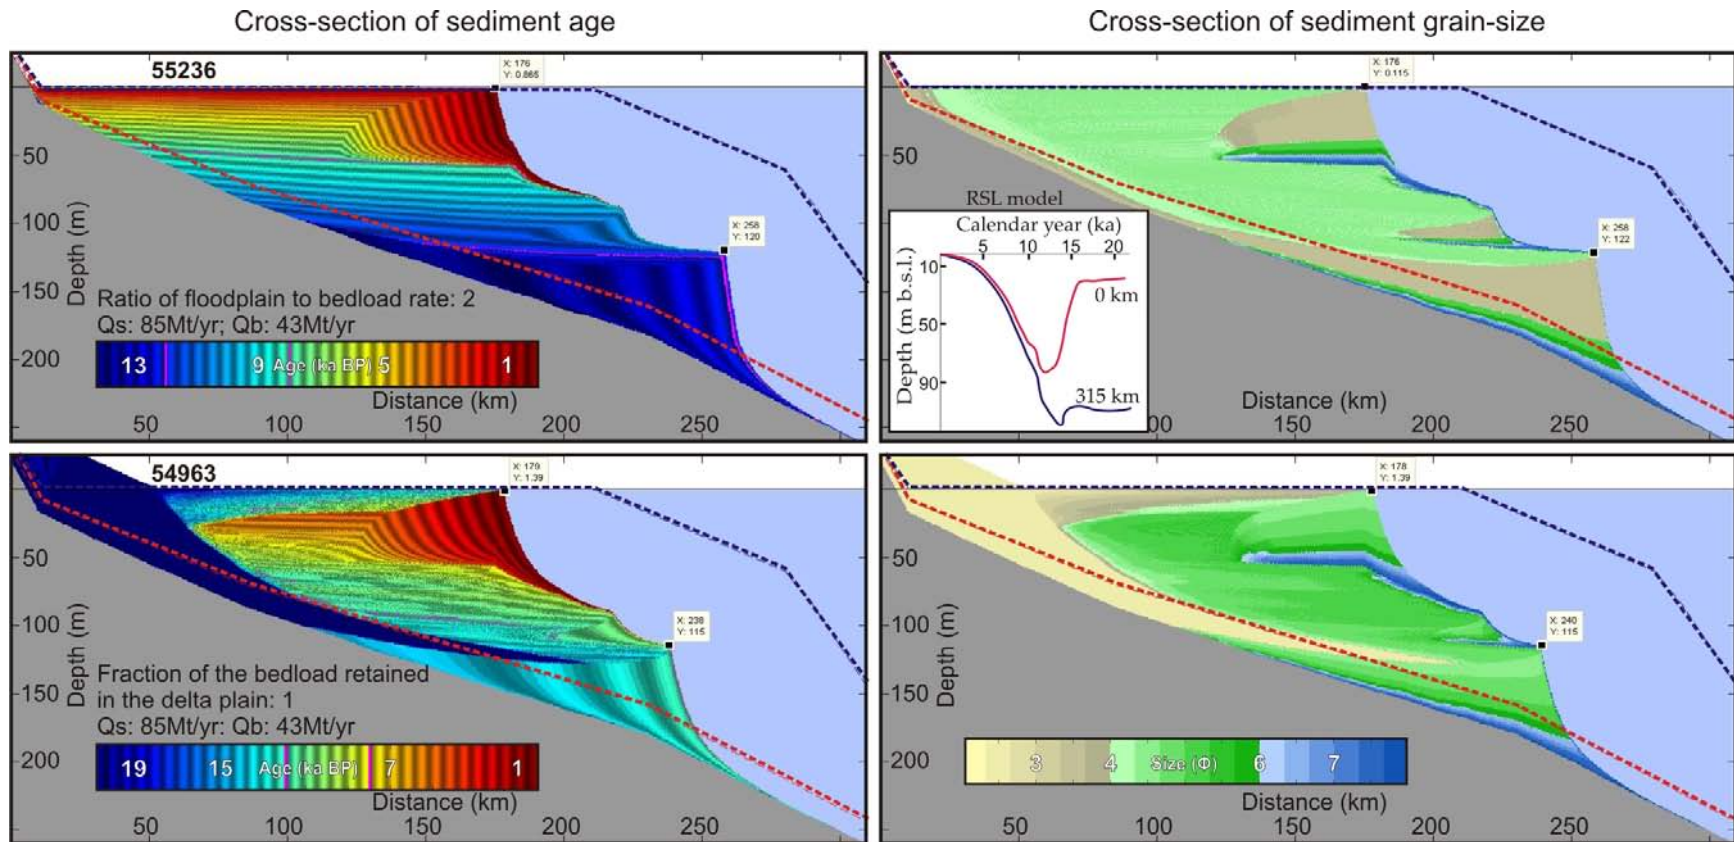 Cross-section of sediment age
Cross-section of sediment grain-size
55236
X: 176
Y: 0.865
50
100
150
200
Depth (m)
X: 258
Y: 120
Ratio of floodplain to bedload rate: 2
Qs: 85Mt/yr; Qb: 43Mt/yr
13 9 Age (ka BP) 5 1
Distance (km)
50 100 150 200 250
X: 176
Y: 0.115
50
X: 258
Y: 122
RSL model
Calendar year (ka)
5 10 15 20
10
50
90
Depth (m b.s.l.)
0 km
315 km
Distance (km)
100 150 200 250
54963
X: 179
Y: 1.39
50
100
150
200
Depth (m)
X: 238
Y: 115
Fraction of the bedload retained
in the delta plain: 1
Qs: 85Mt/yr: Qb: 43Mt/yr
19 15 Age (ka BP) 7 1
Distance (km)
50 100 150 200 250
X: 178
Y: 1.39
50
100
150
200
Depth (m)
X: 240
Y: 115
3 4 Size (Φ) 6 7
Distance (km)
50 100 150 200 250